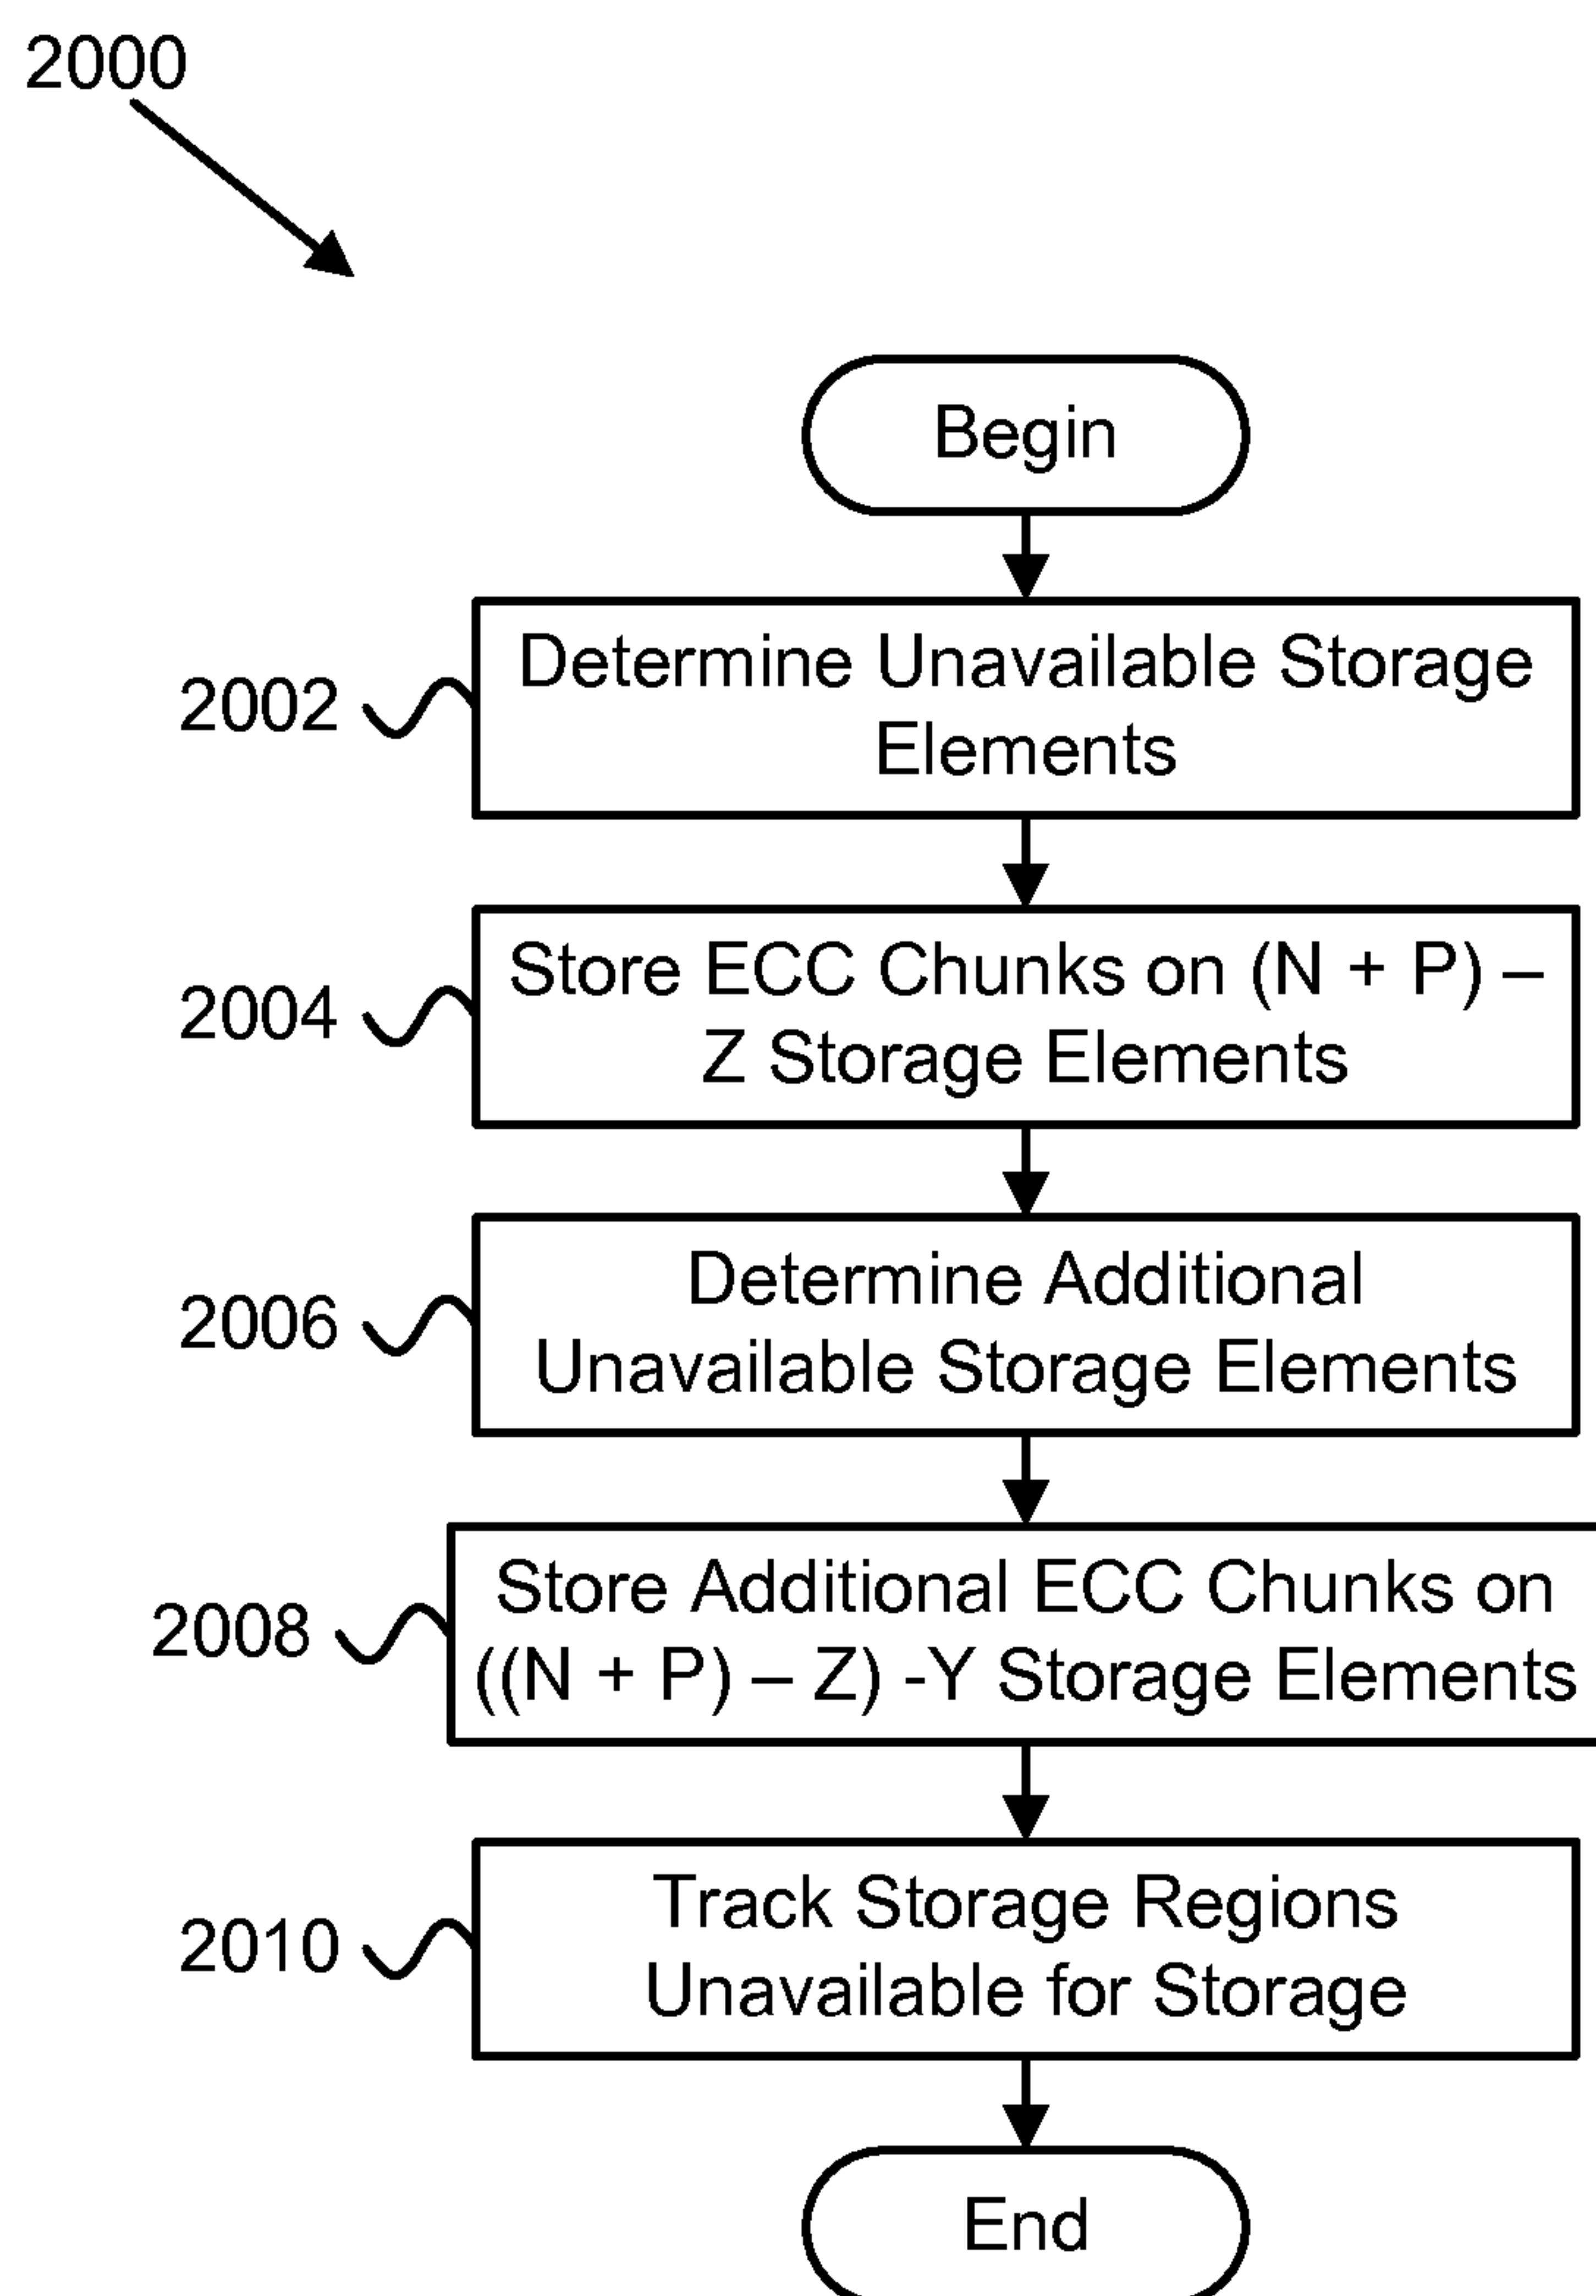 2000
Begin
2002
Determine Unavailable Storage
Elements
2004
Store ECC Chunks on (N + P) –
Z Storage Elements
2006
Determine Additional
Unavailable Storage Elements
2008
Store Additional ECC Chunks on
((N + P) – Z) -Y Storage Elements
2010
Track Storage Regions
Unavailable for Storage
End